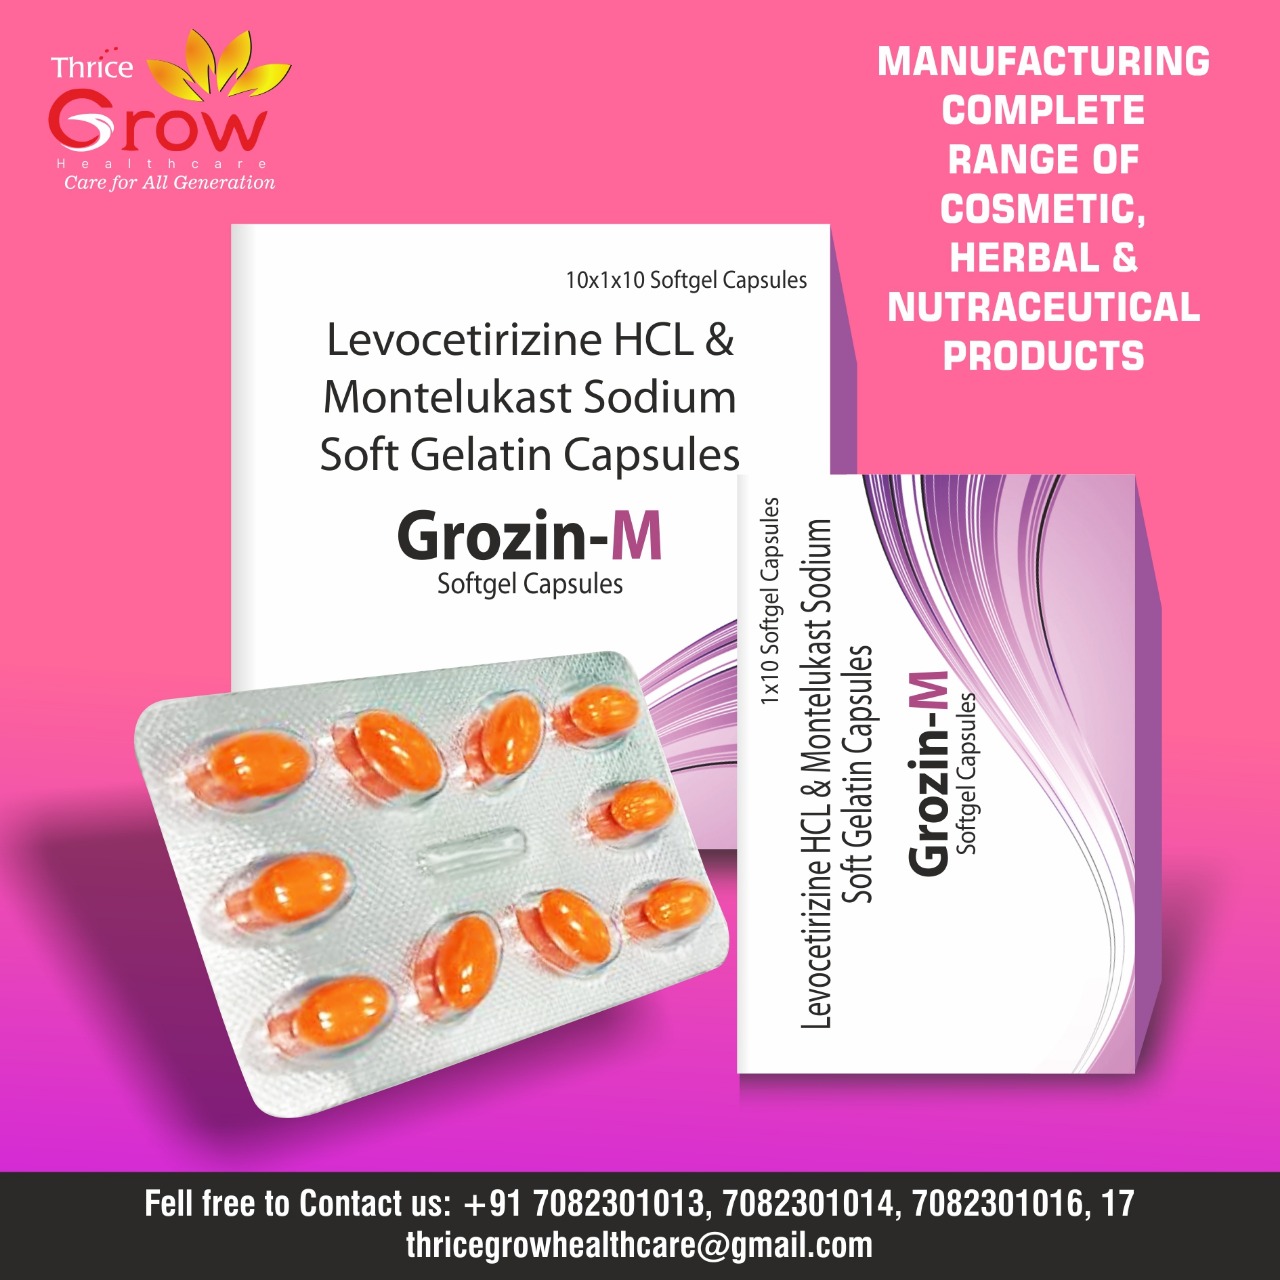 Thrice
Grow
Healthcare
Care for All Generation
MANUFACTURING
COMPLETE
RANGE OF
COSMETIC,
HERBAL &
NUTRACEUTICAL
PRODUCTS
10x1x10 Softgel Capsules
Levocetirizine HCL &
Montelukast Sodium
Soft Gelatin Capsules
Grozin-M
Softgel Capsules
1x10 Softgel Capsules
Levocetirizine HCL & Montelukast Sodium
Soft Gelatin Capsules
Grozin-M
Softgel Capsules
Fell free to Contact us: +91 7082301013, 7082301014, 7082301016, 17
thricegrowhealthcare@gmail.com